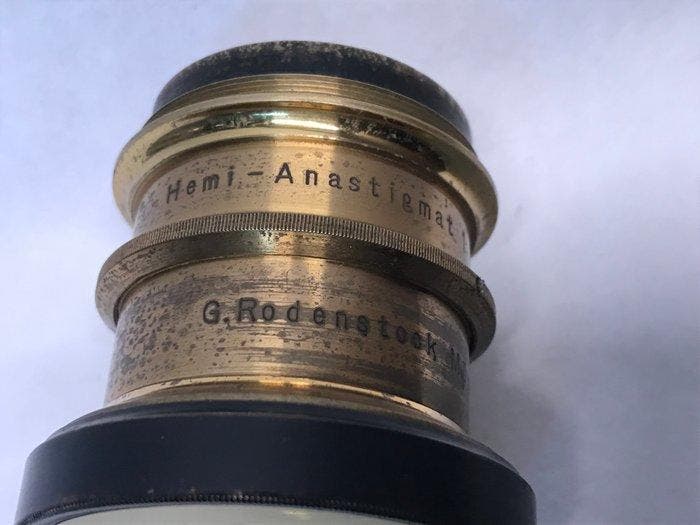 Hemi-Anastigmat
G. Rodenstock